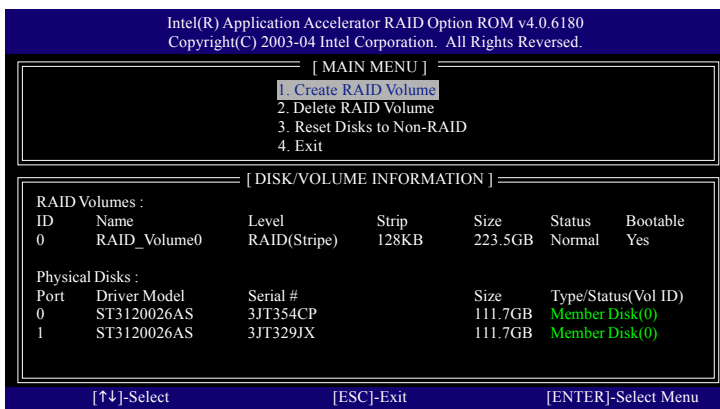 Intel(R) Application Accelerator RAID Option ROM v4.0.6180
Copyright(C) 2003-04 Intel Corporation. All Rights Reversed.
[ MAIN MENU ]
1. Create RAID Volume
2. Delete RAID Volume
3. Reset Disks to Non-RAID
4. Exit
[ DISK/VOLUME INFORMATION ]
RAID Volumes :
ID Name Level Strip Size Status Bootable
0 RAID_Volume0 RAID(Stripe) 128KB 223.5GB Normal Yes
Physical Disks :
Port Driver Model Serial # Size Type/Status(Vol ID)
0 ST3120026AS 3JT354CP 111.7GB Member Disk(0)
1 ST3120026AS 3JT329JX 111.7GB Member Disk(0)
[↑↓]-Select [ESC]-Exit [ENTER]-Select Menu